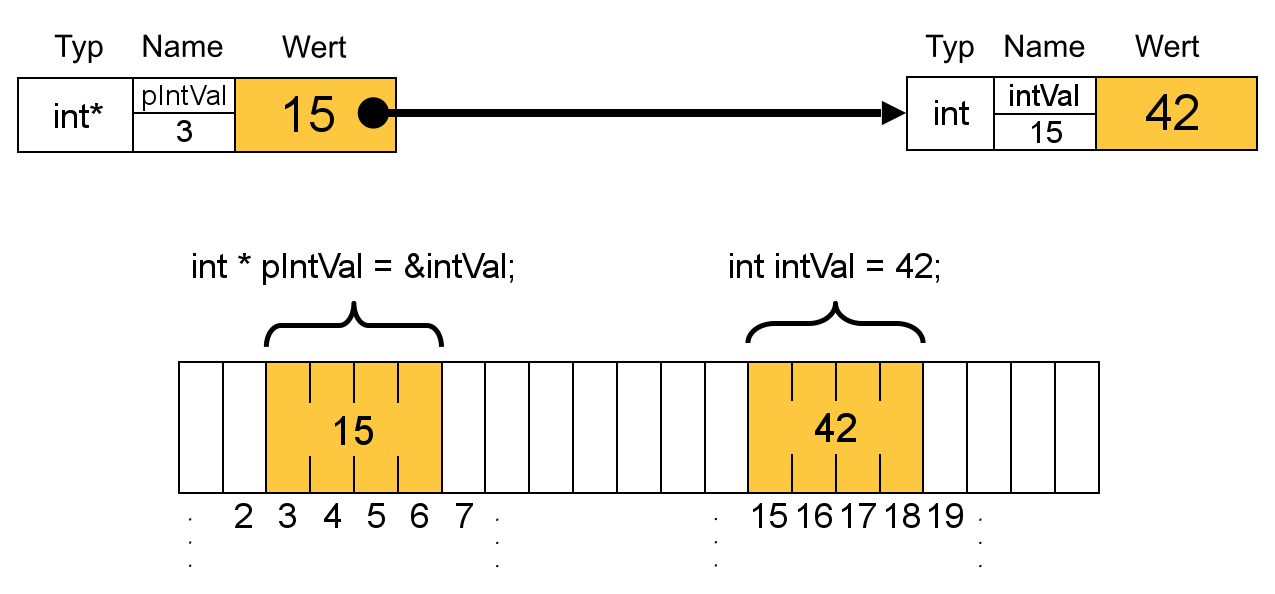 Typ Name Wert
int* pIntVal 15
3
Typ Name Wert
int intVal 42
15
int * pIntVal = &intVal;
int intVal = 42;
15
42
2 3 4 5 6 7
15 16 17 18 19